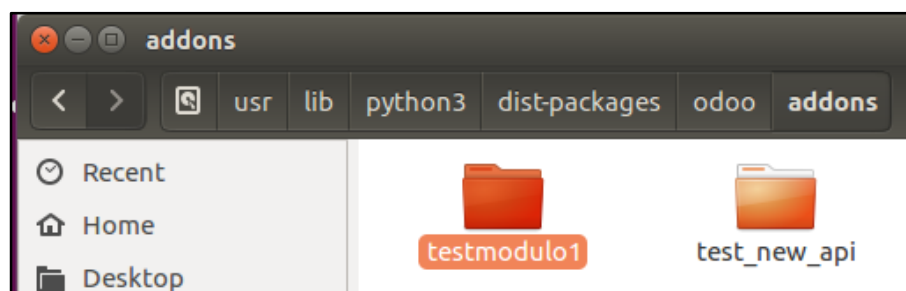 addons
usr lib python3 dist-packages odoo addons
Recent
Home
Desktop
testmodulo1 test_new_api